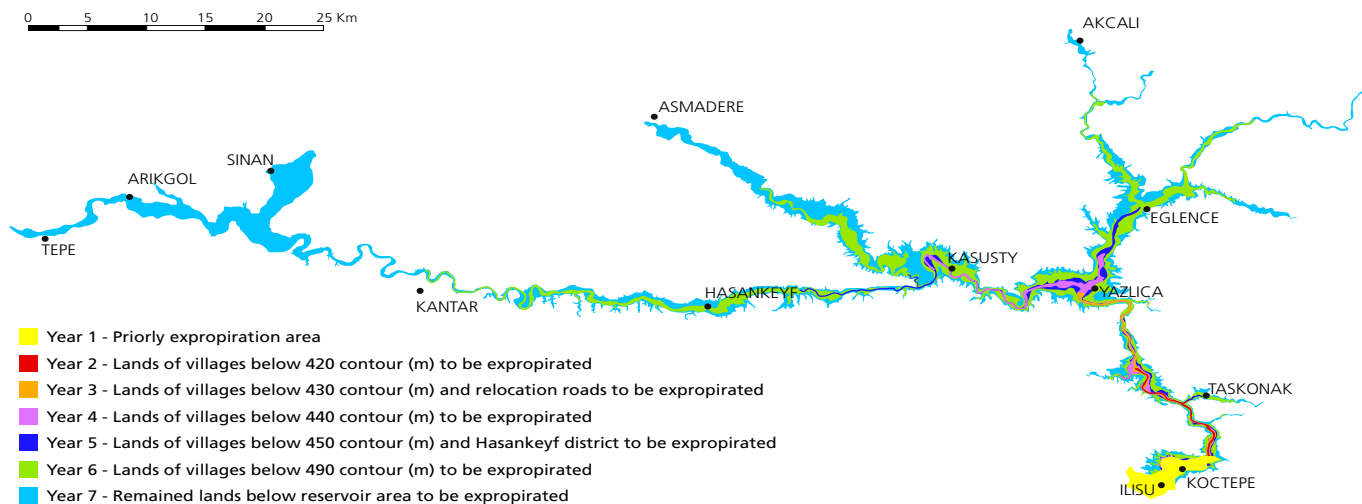 0 5 10 15 20 25 Km
AKCALI
ASMADERE
SINAN
ARIKGOL
EGLENCE
TEPE
KASUSTY
KANTAR
HASANKEYF
YAZLICA
TASKONAK
KOCTEPE
ILISU
Year 1 - Priorly expropiration area
Year 2 - Lands of villages below 420 contour (m) to be expropirated
Year 3 - Lands of villages below 430 contour (m) and relocation roads to be expropirated
Year 4 - Lands of villages below 440 contour (m) to be expropirated
Year 5 - Lands of villages below 450 contour (m) and Hasankeyf district to be expropirated
Year 6 - Lands of villages below 490 contour (m) to be expropirated
Year 7 - Remained lands below reservoir area to be expropirated